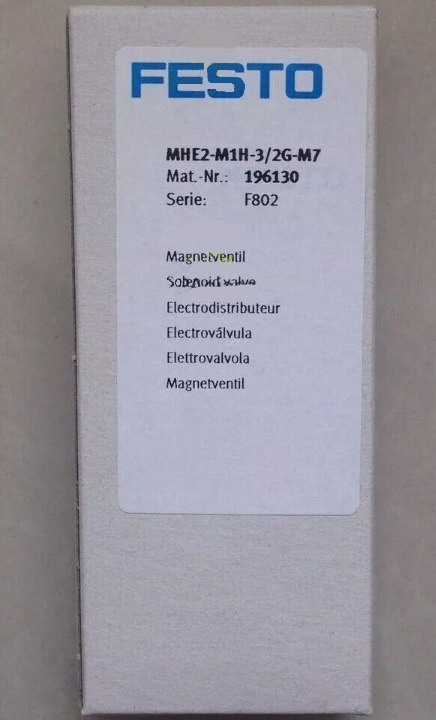 FESTO
MHE2-M1H-3/2G-M7
Mat.-Nr.: 196130
Serie: F802
Magnetventil
Solenoid valve
Electrodistributeur
Electroválvula
Elettrovalvola
Magnetventil